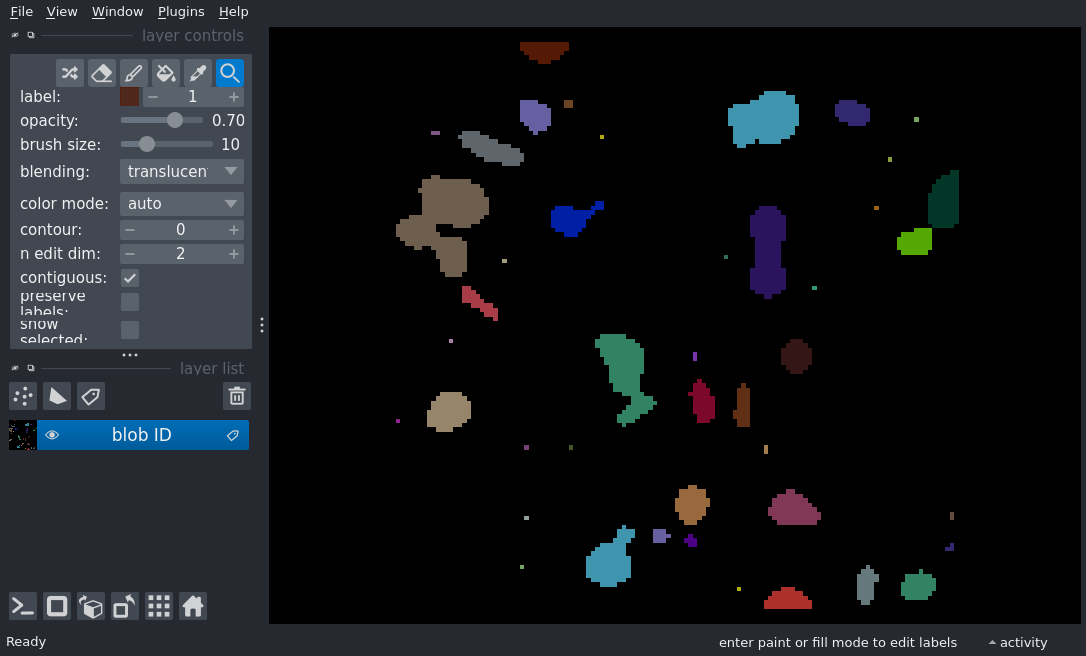 File View Window Plugins Help
layer controls
label: 1
opacity: 0.70
brush size: 10
blending: translucen
color mode: auto
contour: 0
n edit dim: 2
contiguous:
preserve
labels:
show
selected:
layer list
blob ID
Ready
enter paint or fill mode to edit labels
activity